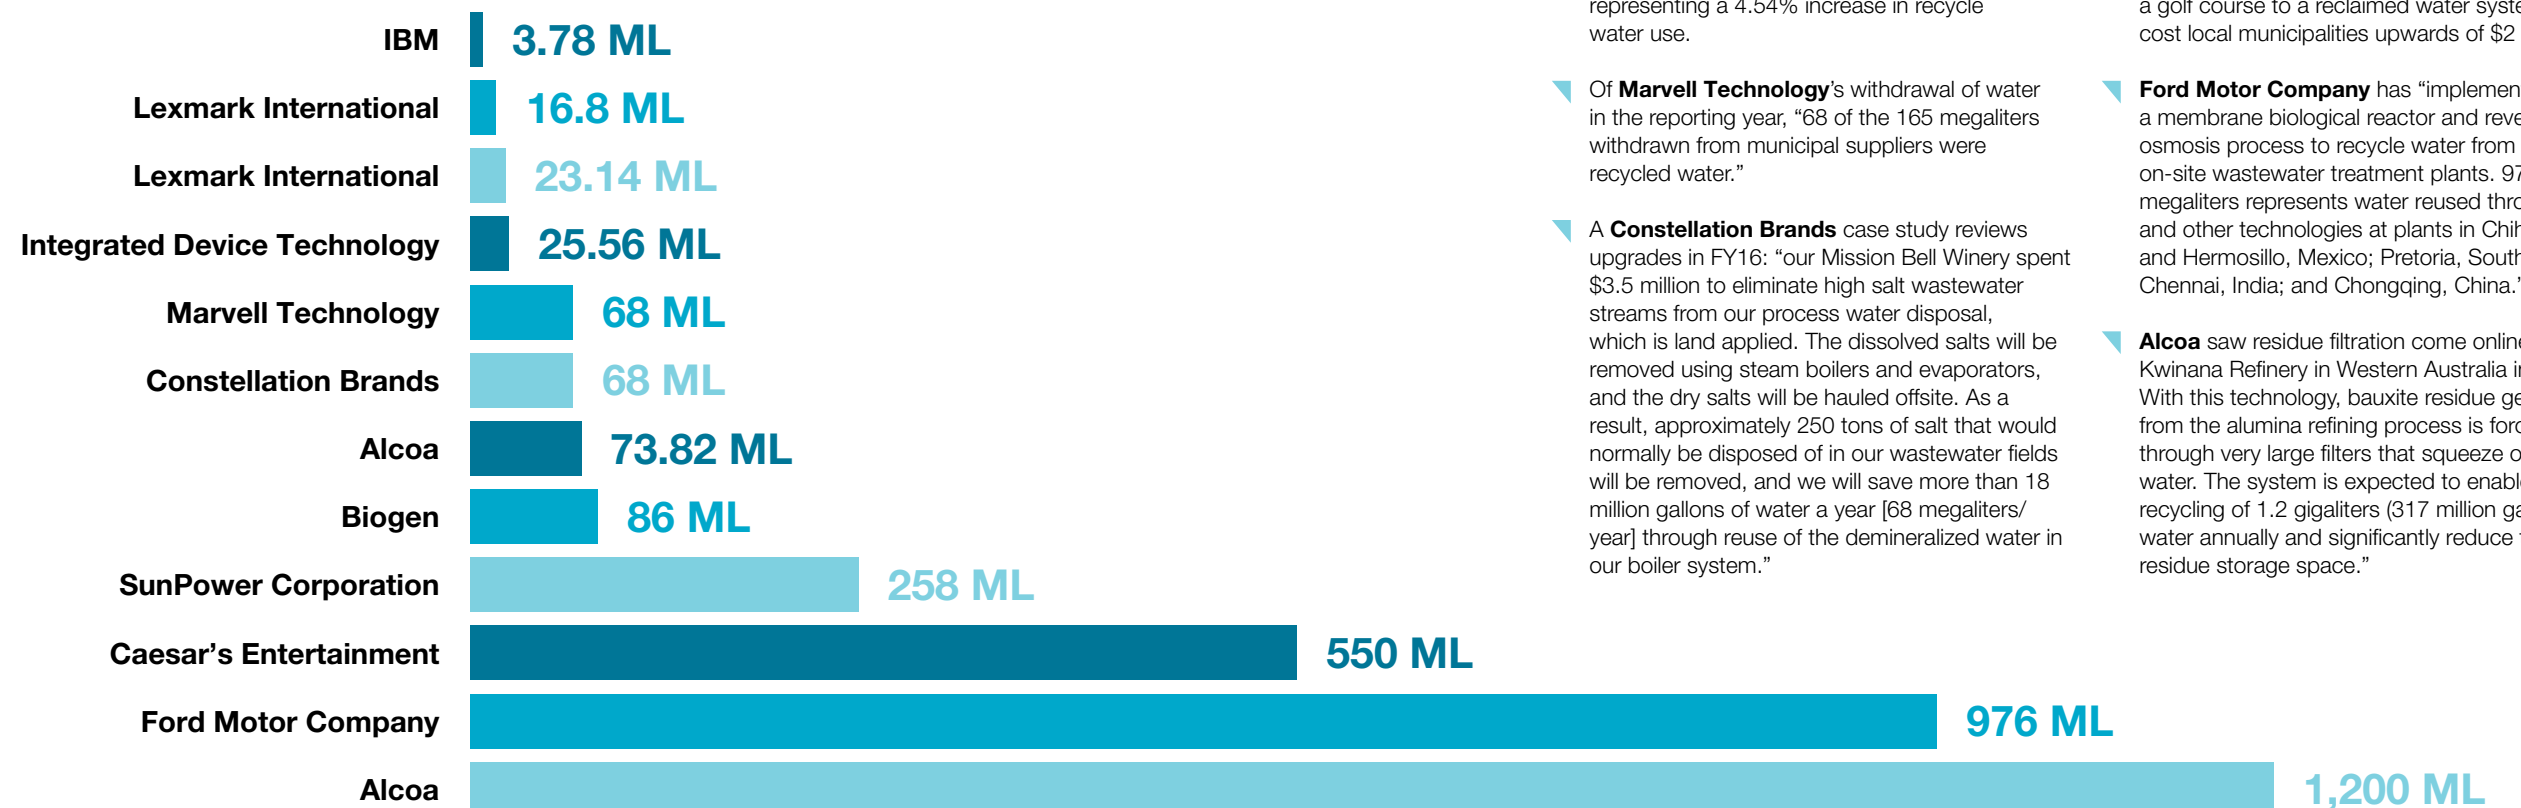 IBM 3.78 ML
Lexmark International 16.8 ML
Lexmark International 23.14 ML
Integrated Device Technology 25.56 ML
Marvell Technology 68 ML
Constellation Brands 68 ML
Alcoa 73.82 ML
Biogen 86 ML
SunPower Corporation 258 ML
Caesar’s Entertainment 550 ML
Ford Motor Company 976 ML
Alcoa 1,200 ML
representing a 4.54% increase in recycle
water use.
Of Marvell Technology’s withdrawal of water
in the reporting year, “68 of the 165 megaliters
withdrawn from municipal suppliers were
recycled water.”
A Constellation Brands case study reviews
upgrades in FY16: “our Mission Bell Winery spent
$3.5 million to eliminate high salt wastewater
streams from our process water disposal,
which is land applied. The dissolved salts will be
removed using steam boilers and evaporators,
and the dry salts will be hauled offsite. As a
result, approximately 250 tons of salt that would
normally be disposed of in our wastewater fields
will be removed, and we will save more than 18
million gallons of water a year [68 megaliters/
year] through reuse of the demineralized water in
our boiler system.”
a golf course to a reclaimed water
cost local municipalities upwards of $2
Ford Motor Company has
a membrane biological reactor and
osmosis process to recycle water from
on-site wastewater treatment plants.
megaliters represents water reused
and other technologies at plants in
and Hermosillo, Mexico; Pretoria, South
Chennai, India; and Chongqing, China.
Alcoa saw residue filtration come online
Kwinana Refinery in Western Australia
With this technology, bauxite residue
from the alumina refining process is
through very large filters that squeeze
water. The system is expected to
recycling of 1.2 gigaliters (317 million
water annually and significantly reduce
residue storage space.”